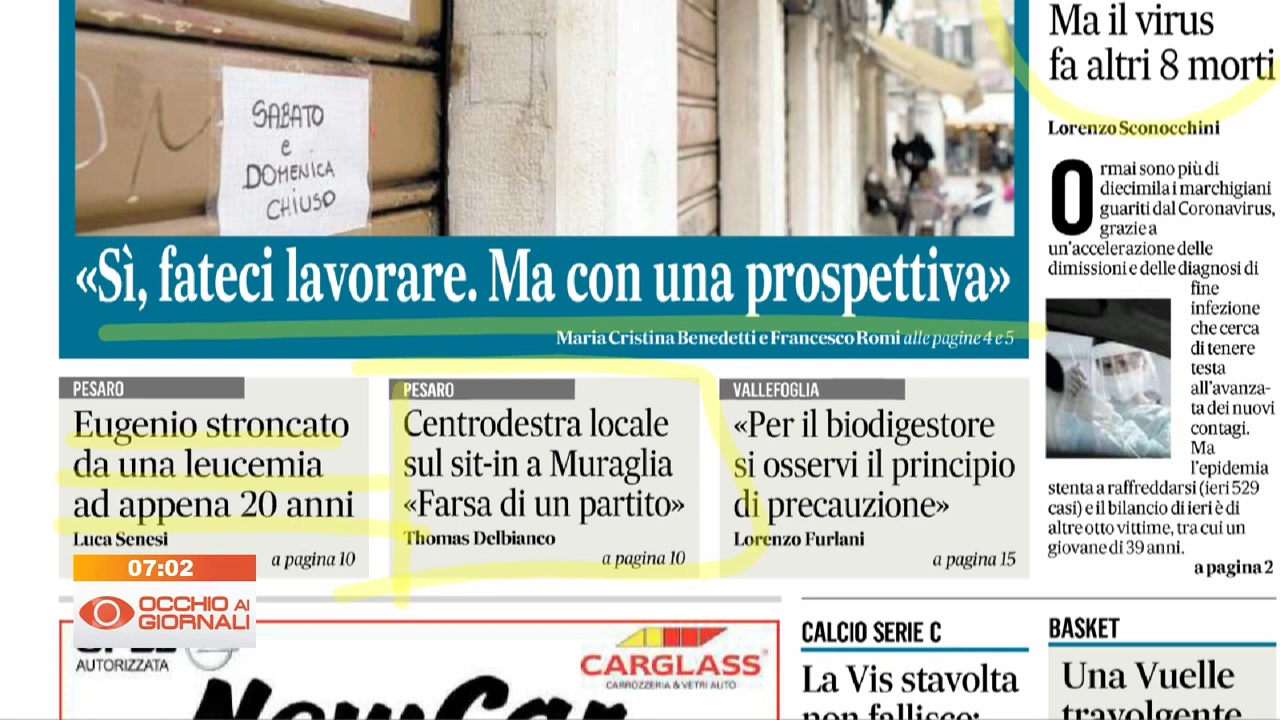 SABATO
e
DOMENICA
CHIUSO
«Sì, fateci lavorare. Ma con una prospettiva»
Maria Cristina Benedetti e Francesco Romi alle pagine 4 e 5
Ma il virus
fa altri 8 morti
Lorenzo Sconocchini
Ormai sono più di
diecimila i marchigiani
guariti dal Coronavirus,
grazie a
un'accelerazione delle
dimissioni e delle diagnosi di
fine
infezione
che cerca
di tenere
testa
all'avanza-
ta dei nuovi
contagi.
Ma
l'epidemia
stenta a raffreddarsi (ieri 529
casi) e il bilancio di ieri è di
altre otto vittime, tra cui un
giovane di 39 anni.
a pagina 2
PESARO
Eugenio stroncato
da una leucemia
ad appena 20 anni
Luca Senesi
a pagina 10
PESARO
Centrodestra locale
sul sit-in a Muraglia
«Farsa di un partito»
Thomas Delbianco
a pagina 10
VALLEFOGLIA
«Per il biodigestore
si osservi il principio
di precauzione»
Lorenzo Furlani
a pagina 15
07:02
OCCHIO AI
GIORNALI
AUTORIZZATA
CARGLASS®
CARROZZERIA & VETRI AUTO
NewCar
CALCIO SERIE C
La Vis stavolta
non fallisce:
BASKET
Una Vuelle
travolgente